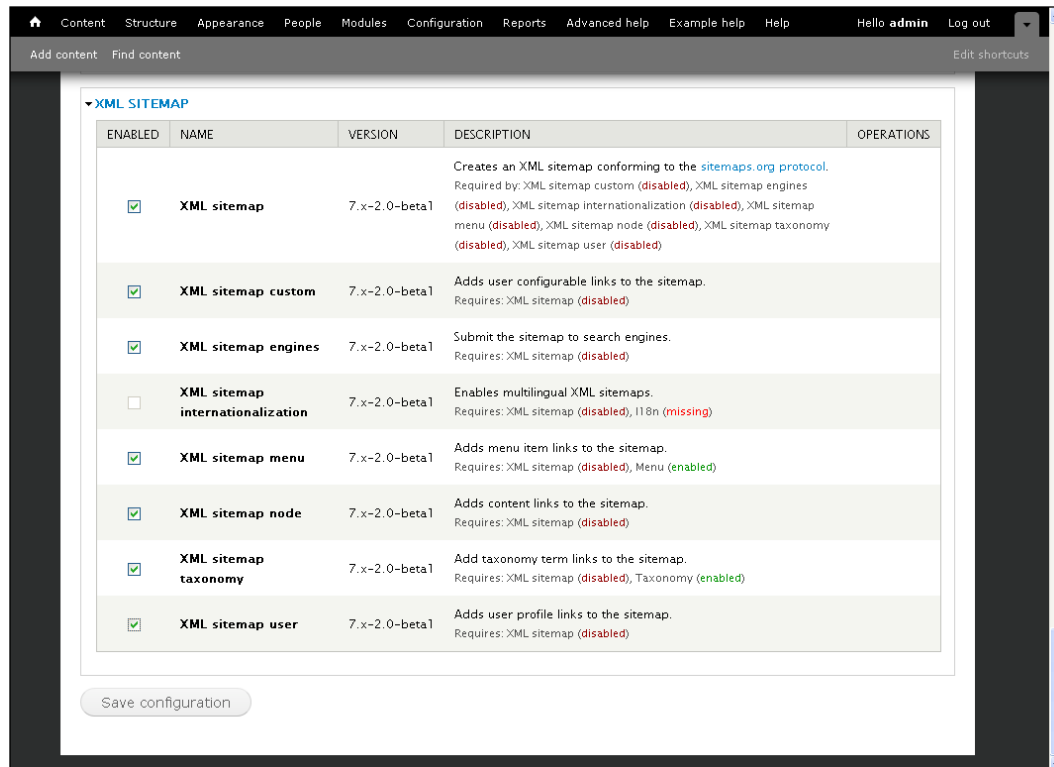 Content Structure Appearance People Modules Configuration Reports Advanced help Example help Help Hello admin Log out
Add content Find content Edit shortcuts
XML SITEMAP
ENABLED NAME VERSION DESCRIPTION OPERATIONS
Creates an XML sitemap conforming to the sitemaps.org protocol.
Required by: XML sitemap custom (disabled), XML sitemap engines
XML sitemap 7.x-2.0-beta1 (disabled), XML sitemap internationalization (disabled), XML sitemap
menu (disabled), XML sitemap node (disabled), XML sitemap taxonomy
(disabled), XML sitemap user (disabled)
XML sitemap custom 7.x-2.0-beta1 Adds user configurable links to the sitemap.
Requires: XML sitemap (disabled)
XML sitemap engines 7.x-2.0-beta1 Submit the sitemap to search engines.
Requires: XML sitemap (disabled)
XML sitemap
internationalization 7.x-2.0-beta1 Enables multilingual XML sitemaps.
Requires: XML sitemap (disabled), I18n (missing)
XML sitemap menu 7.x-2.0-beta1 Adds menu item links to the sitemap.
Requires: XML sitemap (disabled), Menu (enabled)
XML sitemap node 7.x-2.0-beta1 Adds content links to the sitemap.
Requires: XML sitemap (disabled)
XML sitemap
taxonomy 7.x-2.0-beta1 Add taxonomy term links to the sitemap.
Requires: XML sitemap (disabled), Taxonomy (enabled)
XML sitemap user 7.x-2.0-beta1 Adds user profile links to the sitemap.
Requires: XML sitemap (disabled)
Save configuration